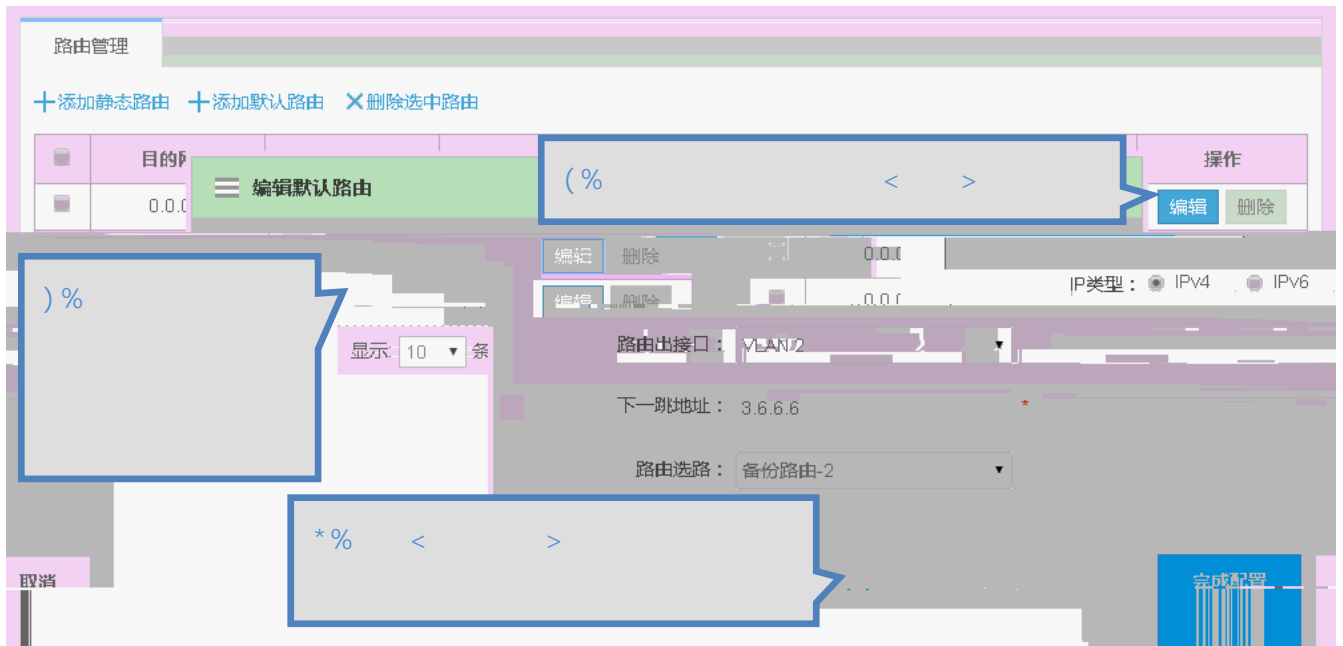 路由管理
添加静态路由 添加默认路由 删除选中路由
目的 操作
编辑默认路由
(% < >
0.0. 编辑 删除
编辑 删除 0.0.
IP类型： IPv4 IPv6
)%
编辑 删除 0.0
显示: 10 条
路由出接口： VLAN 2
下一跳地址： 3.6.6.6 *
路由选路： 备份路由-2
*% < >
取消 完成配置